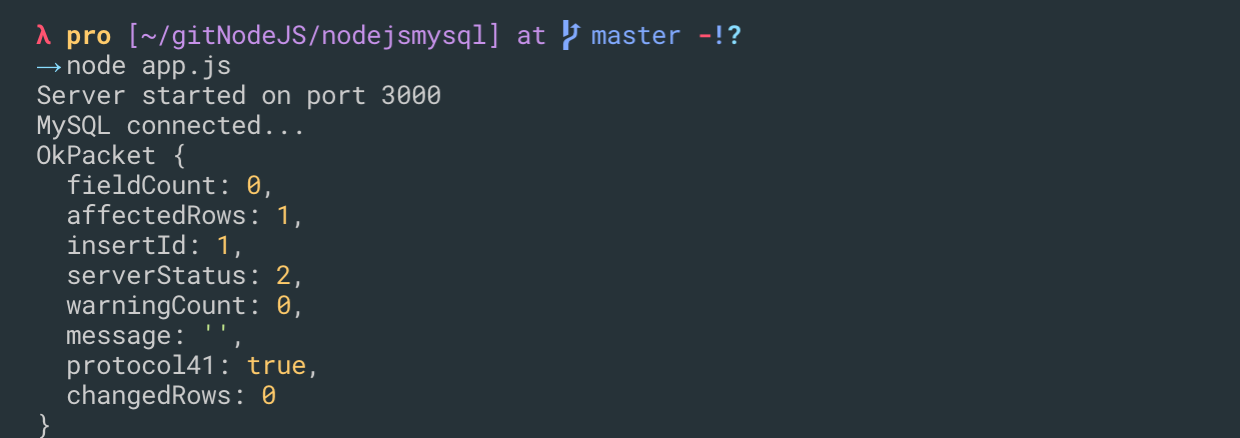 λ pro [~/gitNodeJS/nodejsmysql] at master -!?
→node app.js
Server started on port 3000
MySQL connected...
OkPacket {
  fieldCount: 0,
  affectedRows: 1,
  insertId: 1,
  serverStatus: 2,
  warningCount: 0,
  message: '',
  protocol41: true,
  changedRows: 0
}